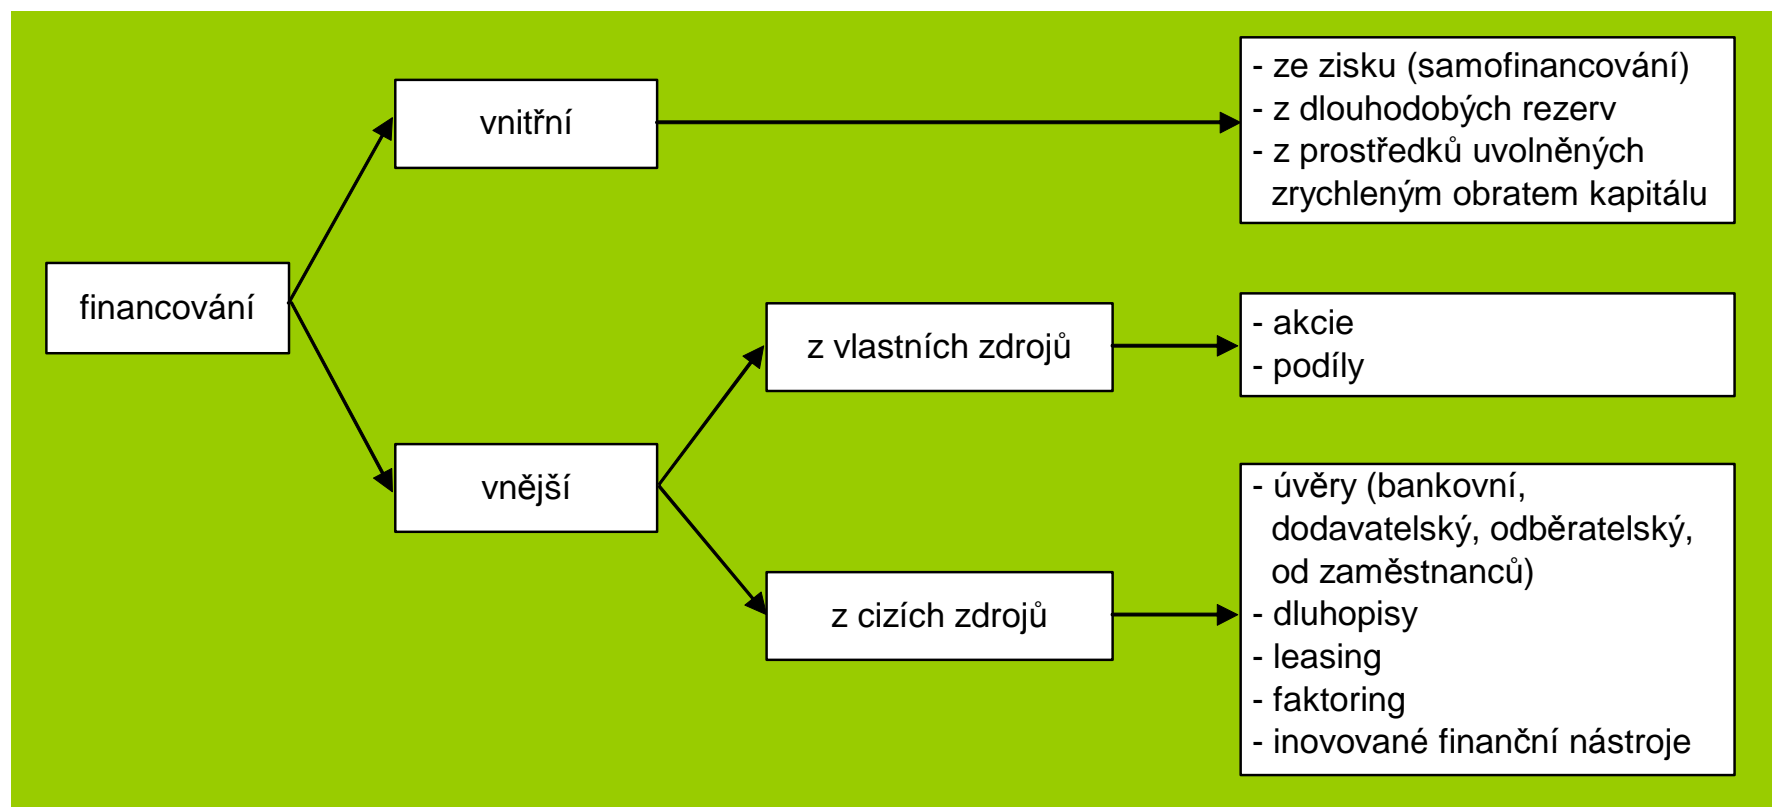 financování
vnitřní
- ze zisku (samofinancování)
- z dlouhodobých rezerv
- z prostředků uvolněných
zrychleným obratem kapitálu
vnější
z vlastních zdrojů
- akcie
- podíly
z cizích zdrojů
- úvěry (bankovní,
dodavatelský, odběratelský,
od zaměstnanců)
- dluhopisy
- leasing
- faktoring
- inovované finanční nástroje